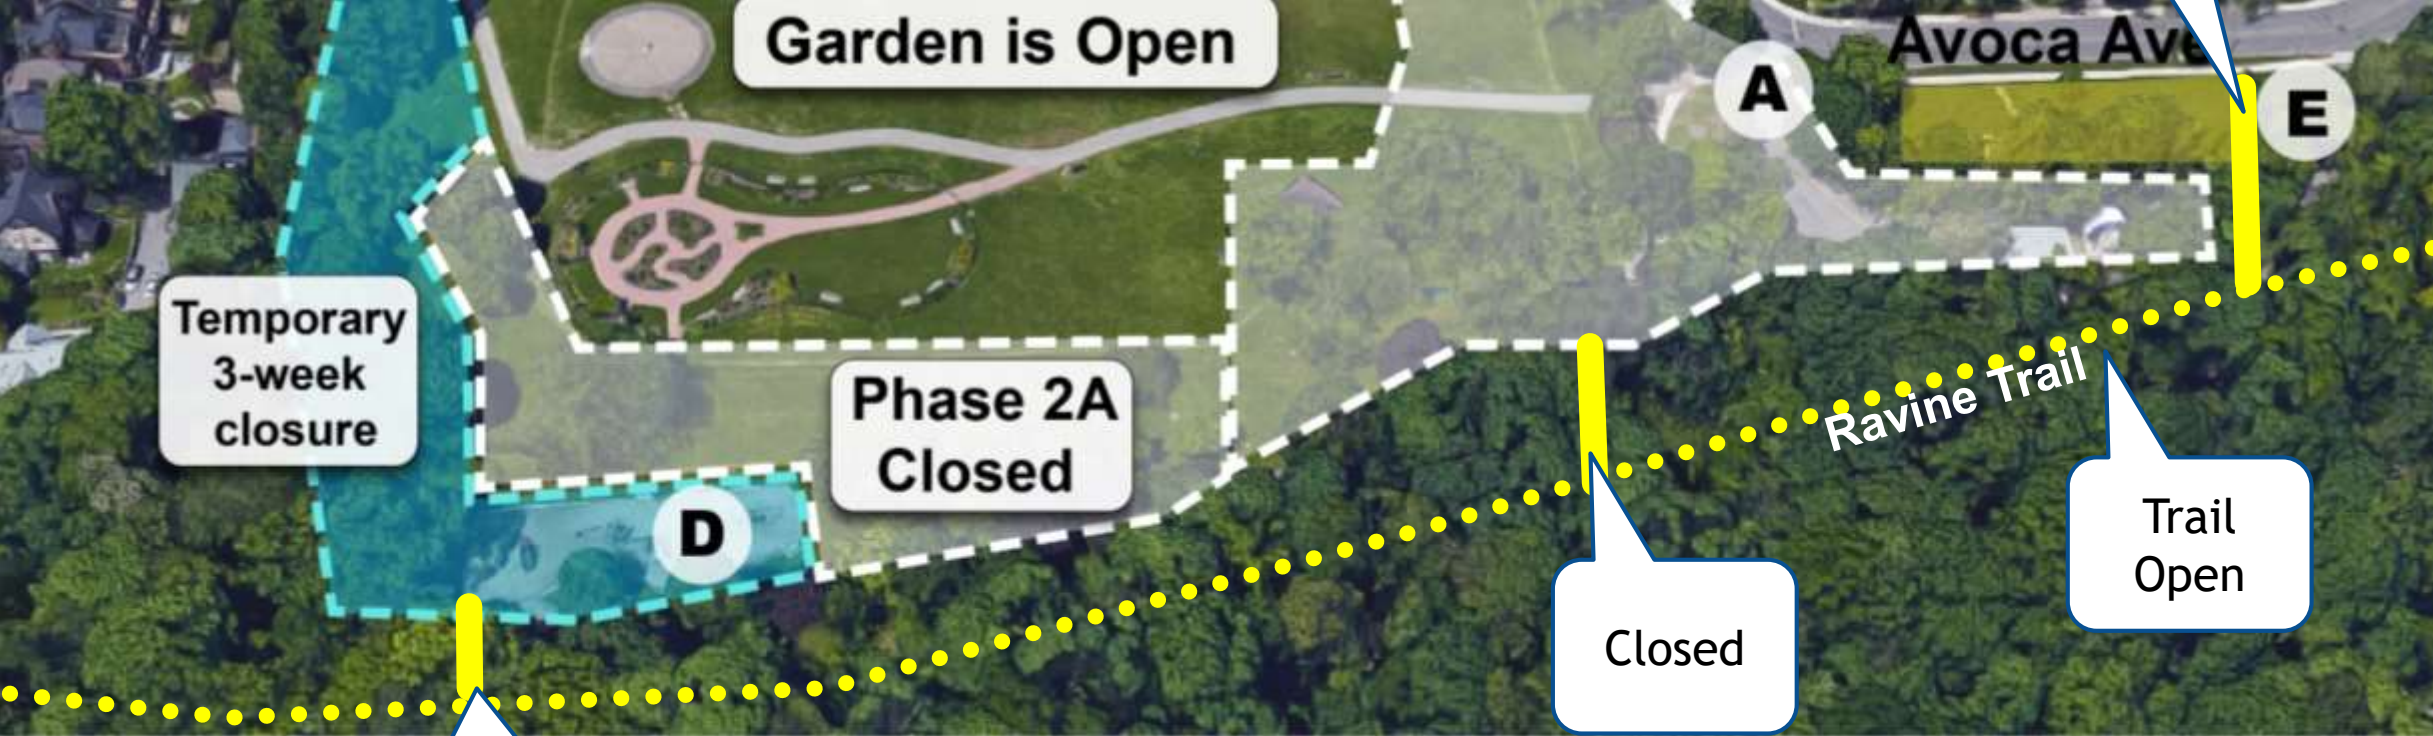 Garden is Open
Avoca Ave
A
E
Temporary
3-week
closure
Phase 2A
Closed
Ravine Trail
D
Trail
Open
Closed